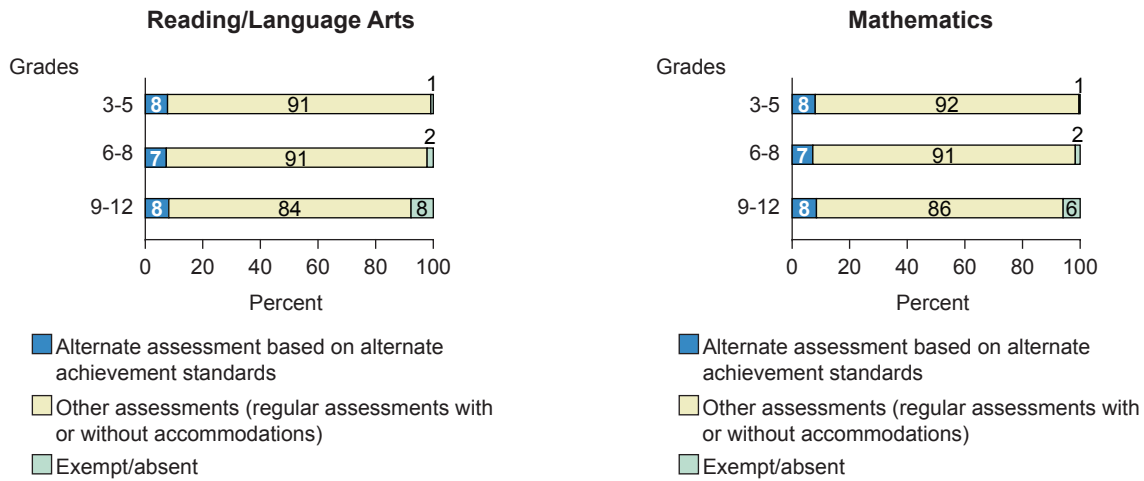 Reading/Language Arts
Grades
1
3-5 8 91
2
6-8 7 91
9-12 8 84 8
0 20 40 60 80 100
Percent
Alternate assessment based on alternate
achievement standards
Other assessments (regular assessments with
or without accommodations)
Exempt/absent
Mathematics
Grades
1
3-5 8 92
2
6-8 7 91
9-12 8 86 6
0 20 40 60 80 100
Percent
Alternate assessment based on alternate
achievement standards
Other assessments (regular assessments with
or without accommodations)
Exempt/absent